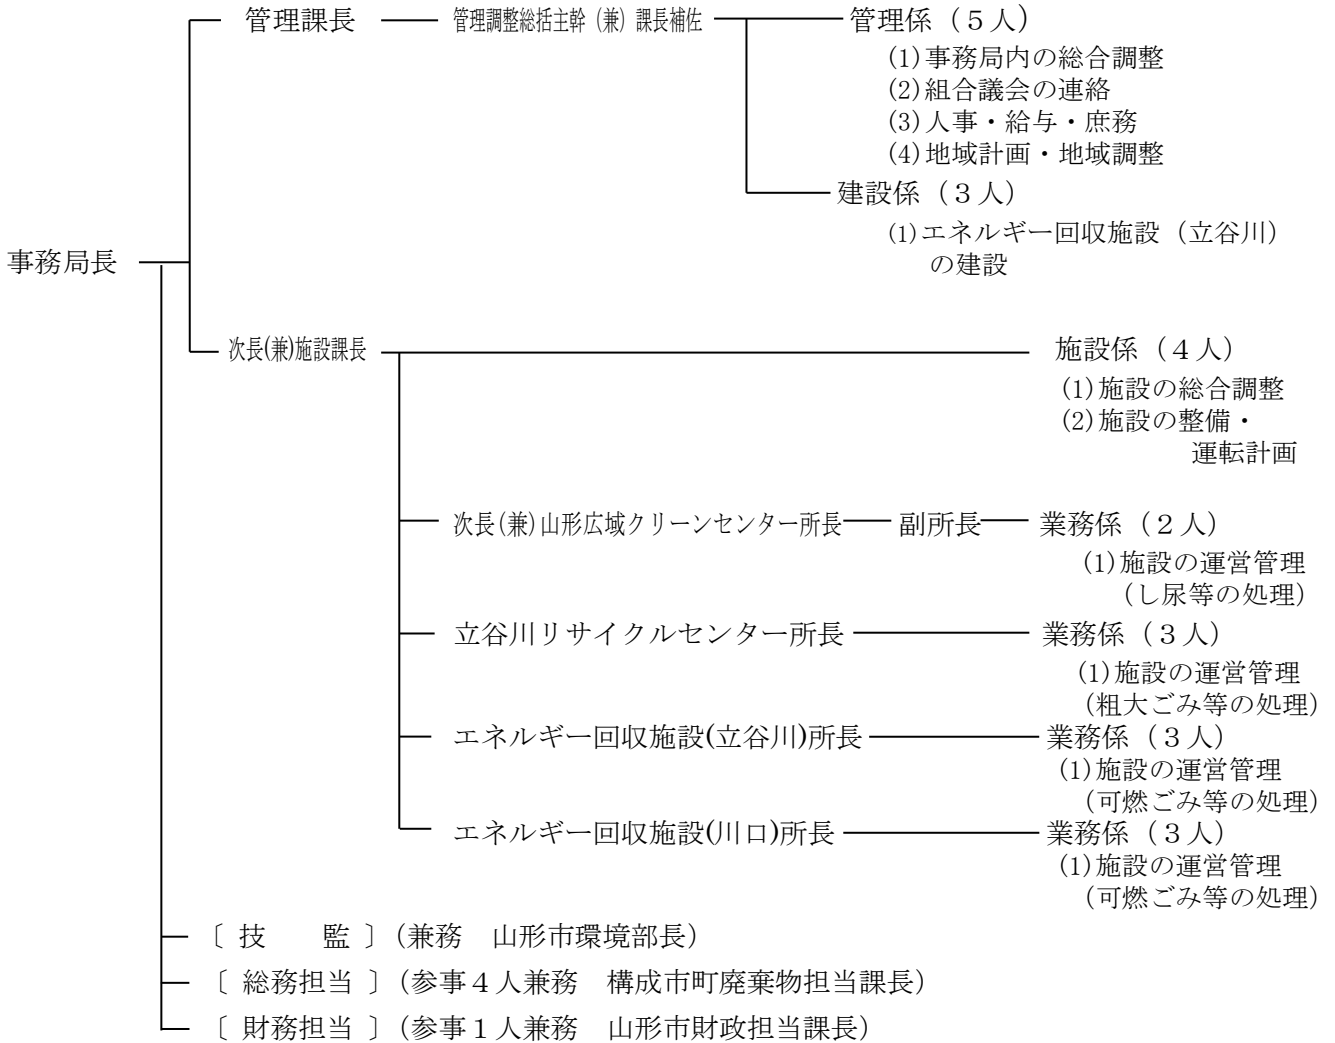 管理課長 管理調整総括主幹（兼）課長補佐 管理係（５人）
(1)事務局内の総合調整
(2)組合議会の連絡
(3)人事・給与・庶務
(4)地域計画・地域調整
建設係（３人）
(1)エネルギー回収施設（立谷川）
の建設
事務局長
次長(兼)施設課長 施設係（４人）
(1)施設の総合調整
(2)施設の整備・
運転計画
次長(兼)山形広域クリーンセンター所長 副所長 業務係（２人）
(1)施設の運営管理
（し尿等の処理）
立谷川リサイクルセンター所長 業務係（３人）
(1)施設の運営管理
（粗大ごみ等の処理）
エネルギー回収施設(立谷川)所長 業務係（３人）
(1)施設の運営管理
（可燃ごみ等の処理）
エネルギー回収施設(川口)所長 業務係（３人）
(1)施設の運営管理
（可燃ごみ等の処理）
〔 技　　監 〕（兼務　山形市環境部長）
〔 総務担当 〕（参事４人兼務　構成市町廃棄物担当課長）
〔 財務担当 〕（参事１人兼務　山形市財政担当課長）